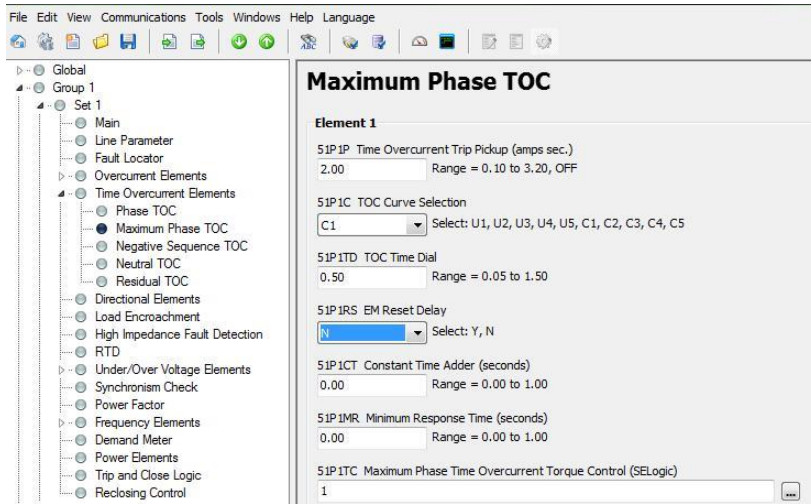 File Edit View Communications Tools Windows Help Language
ABC
Global
Group 1
Set 1
Main
Line Parameter
Fault Locator
Overcurrent Elements
Time Overcurrent Elements
Phase TOC
Maximum Phase TOC
Negative Sequence TOC
Neutral TOC
Residual TOC
Directional Elements
Load Encroachment
High Impedance Fault Detection
RTD
Under/Over Voltage Elements
Synchronism Check
Power Factor
Frequency Elements
Demand Meter
Power Elements
Trip and Close Logic
Reclosing Control
Maximum Phase TOC
Element 1
51P1P Time Overcurrent Trip Pickup (amps sec.)
2.00 Range = 0.10 to 3.20, OFF
51P1C TOC Curve Selection
C1 Select: U1, U2, U3, U4, U5, C1, C2, C3, C4, C5
51P1TD TOC Time Dial
0.50 Range = 0.05 to 1.50
51P1RS EM Reset Delay
N Select: Y, N
51P1CT Constant Time Adder (seconds)
0.00 Range = 0.00 to 1.00
51P1MR Minimum Response Time (seconds)
0.00 Range = 0.00 to 1.00
51P1TC Maximum Phase Time Overcurrent Torque Control (SELogic)
1 ...